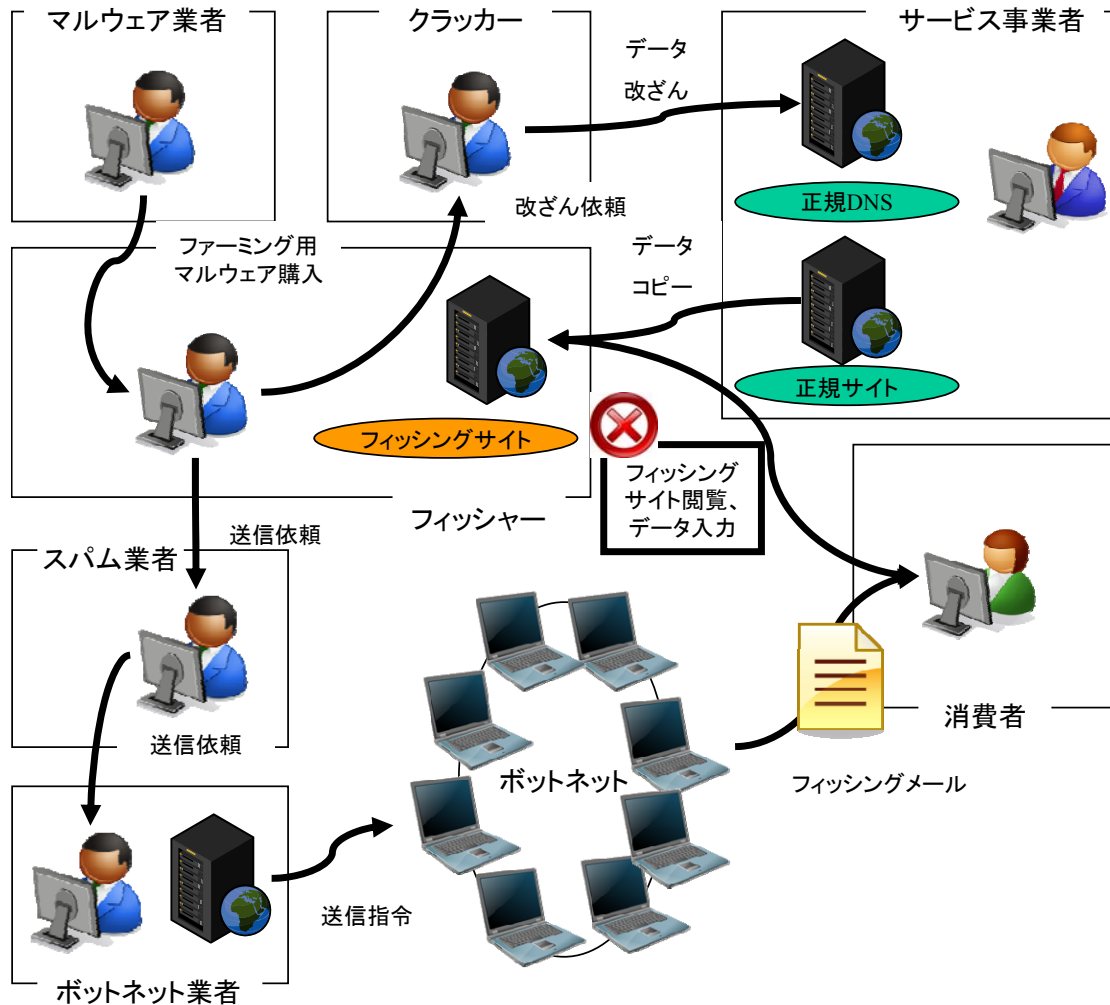 マルウェア業者
クラッカー
サービス事業者
データ
改ざん
正規DNS
改ざん依頼
ファーミング用
マルウェア購入
データ
コピー
正規サイト
フィッシングサイト
フィッシング
サイト閲覧、
データ入力
フィッシャー
送信依頼
スパム業者
消費者
送信依頼
ボットネット
フィッシングメール
送信指令
ボットネット業者